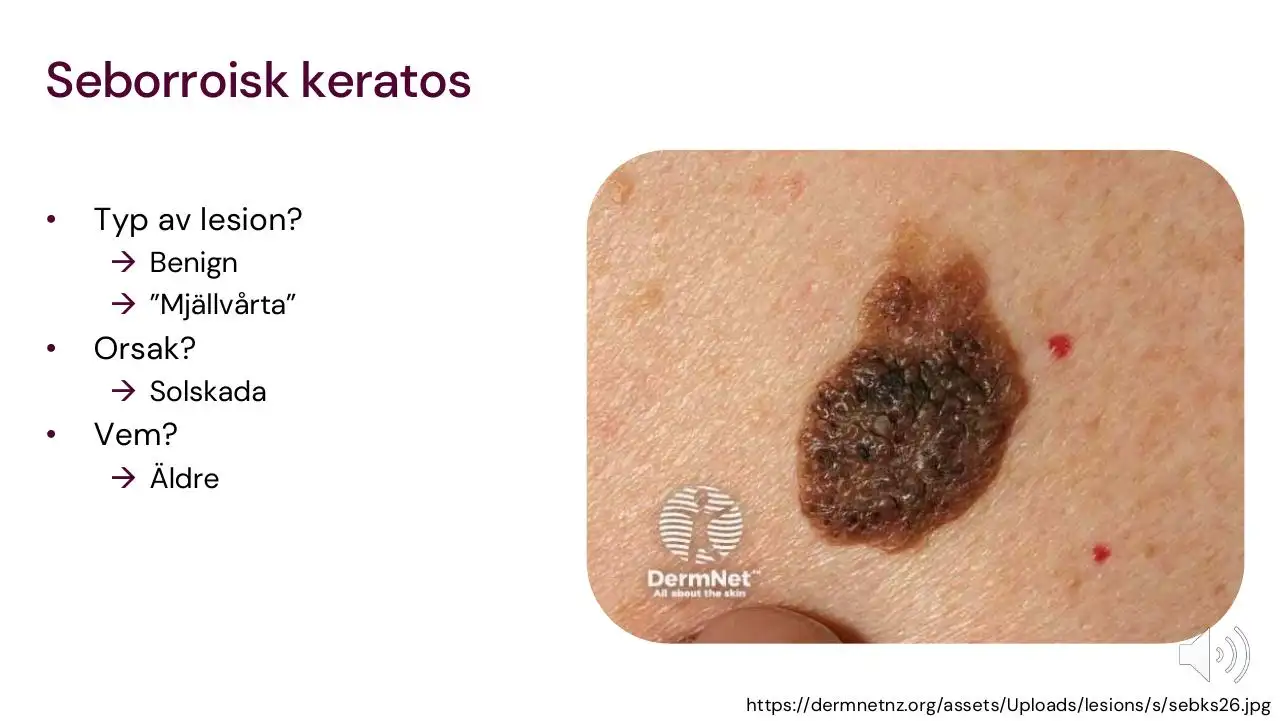 Seborroisk keratos
• Typ av lesion?
→ Benign
→ ”Mjällvårta”
• Orsak?
→ Solskada
• Vem?
→ Äldre
DermNet™
All about the skin
https://dermnetnz.org/assets/Uploads/lesions/s/sebks26.jpg